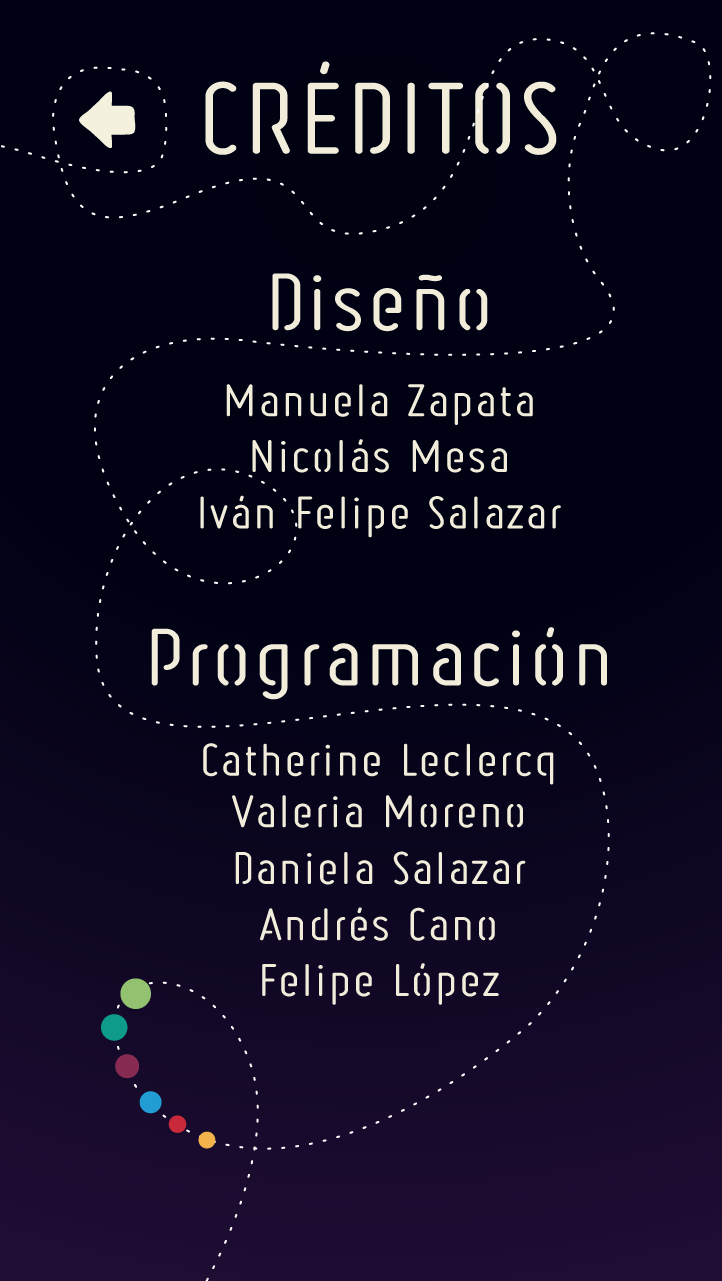 CRÉDITOS
Diseño
Manuela Zapata
Nicolás Mesa
Iván Felipe Salazar
Programación
Catherine Leclercq
Valeria Moreno
Daniela Salazar
Andrés Cano
Felipe López